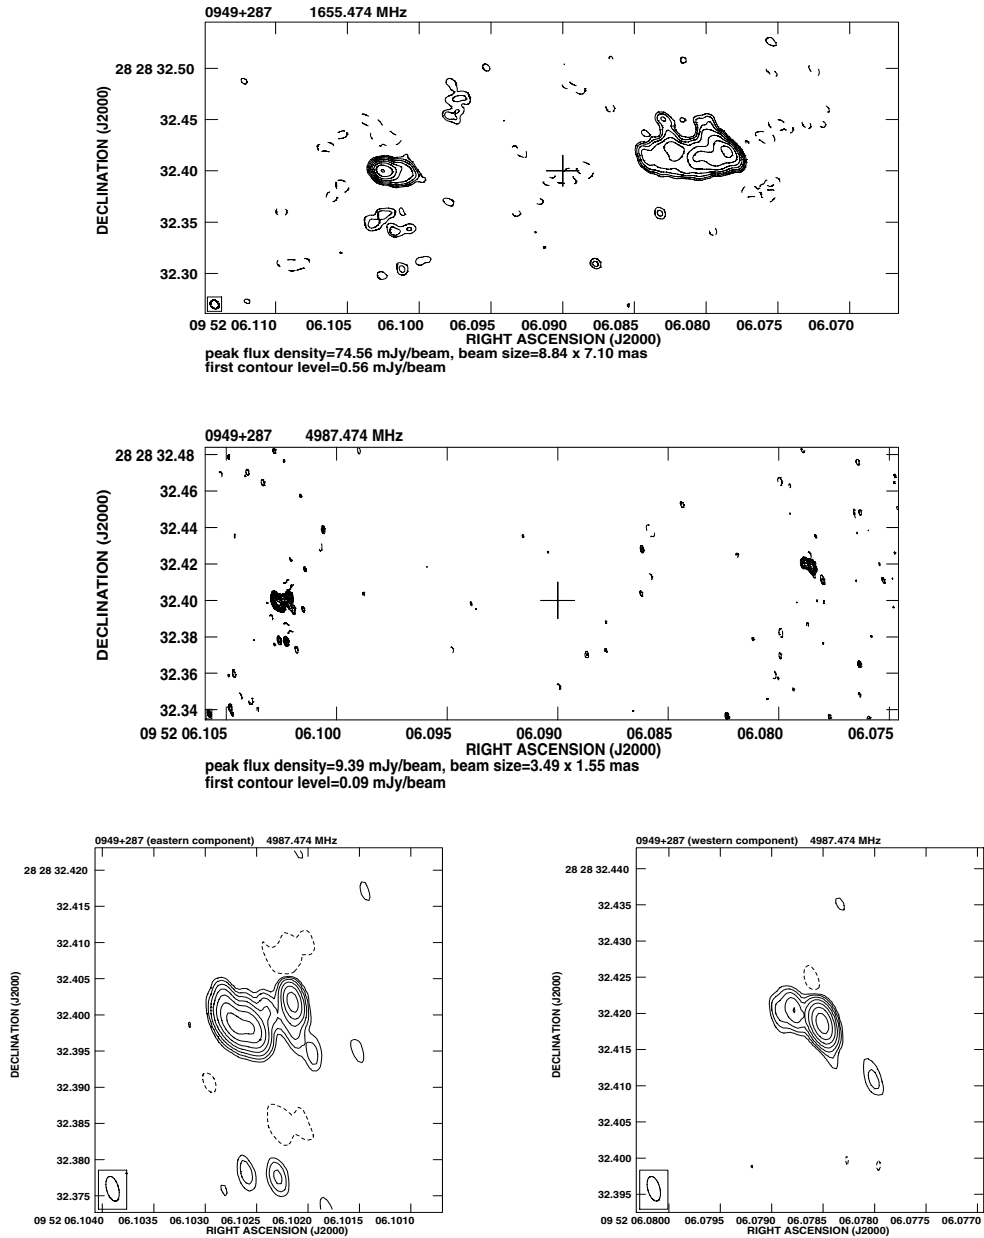 0949+287 1655.474 MHz
DECLINATION (J2000)
28 28 32.50
32.45
32.40
32.35
32.30
09 52 06.110 06.105 06.100 06.095 06.090 06.085 06.080 06.075 06.070
RIGHT ASCENSION (J2000)
peak flux density=74.56 mJy/beam, beam size=8.84 x 7.10 mas
first contour level=0.56 mJy/beam
0949+287 4987.474 MHz
DECLINATION (J2000)
28 28 32.48
32.46
32.44
32.42
32.40
32.38
32.36
32.34
09 52 06.105 06.100 06.095 06.090 06.085 06.080 06.075
RIGHT ASCENSION (J2000)
peak flux density=9.39 mJy/beam, beam size=3.49 x 1.55 mas
first contour level=0.09 mJy/beam
0949+287 (eastern component) 4987.474 MHz
DECLINATION (J2000)
28 28 32.420
32.415
32.410
32.405
32.400
32.395
32.390
32.385
32.380
32.375
09 52 06.1040 06.1035 06.1030 06.1025 06.1020 06.1015 06.1010
RIGHT ASCENSION (J2000)
0949+287 (western component) 4987.474 MHz
DECLINATION (J2000)
28 28 32.440
32.435
32.430
32.425
32.420
32.415
32.410
32.405
32.400
32.395
09 52 06.0800 06.0795 06.0790 06.0785 06.0780 06.0775 06.0770
RIGHT ASCENSION (J2000)